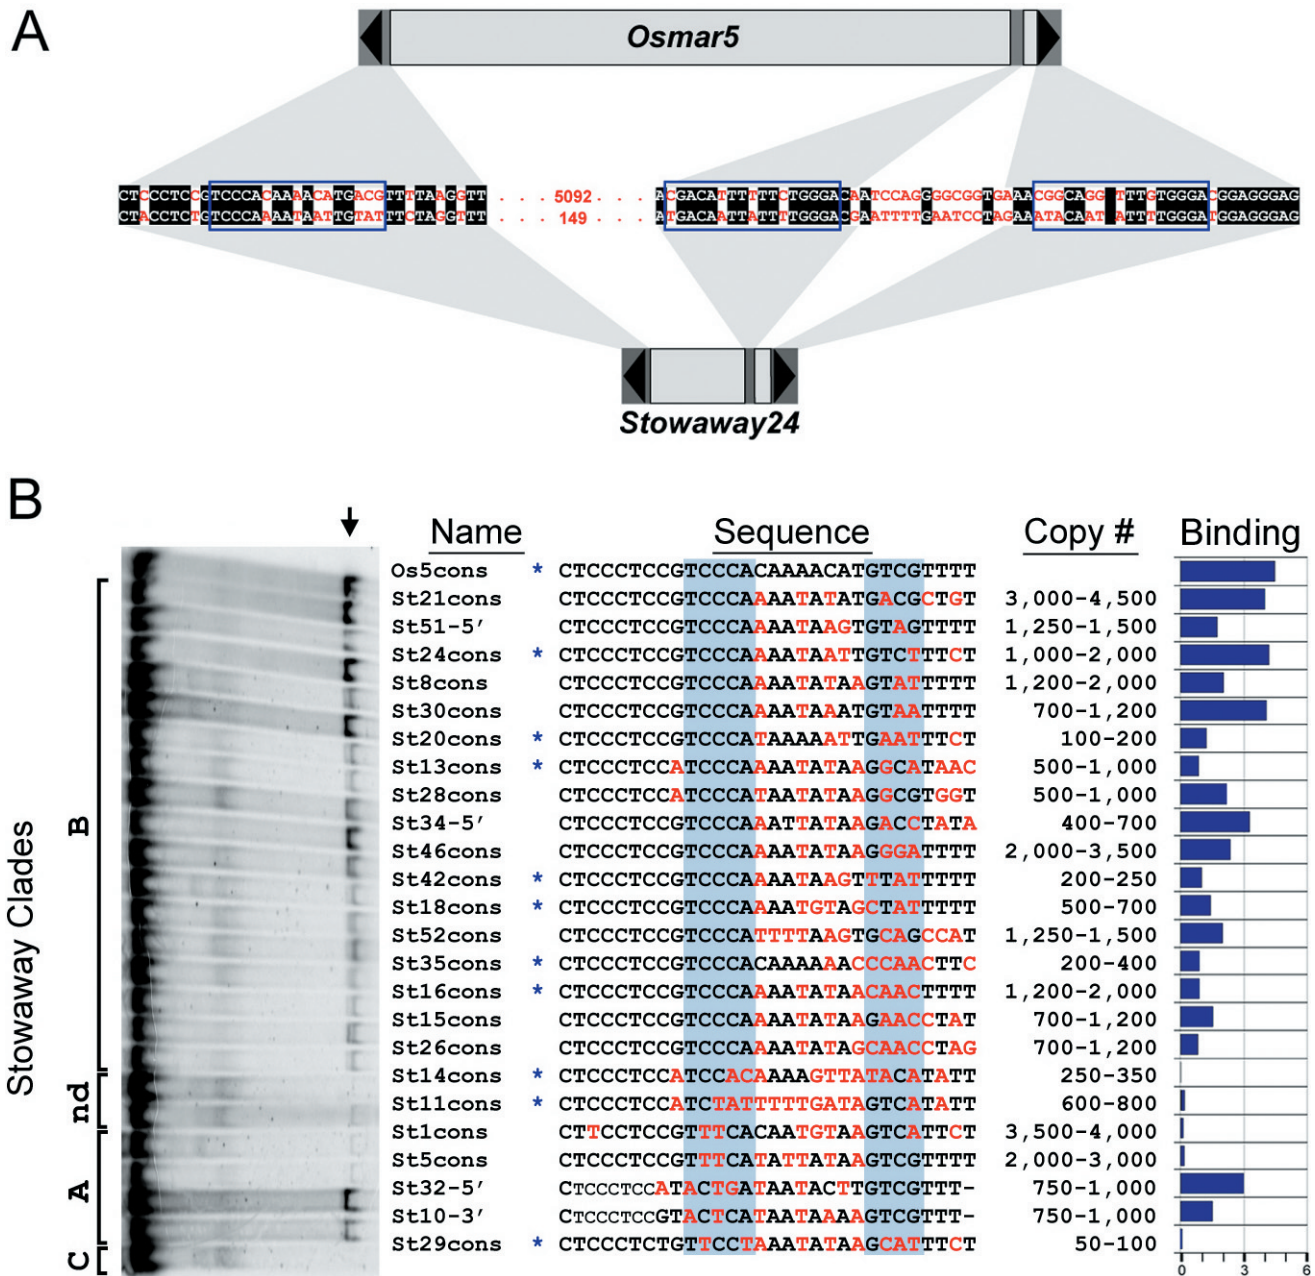 A
Osmar5
CTCCCTCCGTCCCACAAAACATGACGTTTTAAGGTT . . . . 5092 . . . . ACGACATTTTTTCTGGGACAATCCAGGGGCGGTGAAACGGCAGG TTTGTGGGACGGAGGGAG
CTACCTCTGTCCCAAAATAATTGTATTTCTAGGTTT . . . . 149 . . . . ATGACAATTATTTTGGGACGAATTTTGAATCCTAGAAATACAAT ATTTTGGGATGGAGGGAG
Stowaway24
B
Name Sequence Copy # Binding
Os5cons * CTCCCTCCGTCCCACAAAACATGTCGTTTT
St21cons CTCCCTCCGTCCCAAAATATATGACGCTGT 3,000-4,500
St51-5′ CTCCCTCCGTCCCAAAATAAGTGTAGTTTT 1,250-1,500
St24cons * CTCCCTCCGTCCCAAAATAATTGTCTTTCT 1,000-2,000
St8cons CTCCCTCCGTCCCAAAATATAAGTATTTTT 1,200-2,000
St30cons CTCCCTCCGTCCCAAAATAAATGTAATTTT 700-1,200
St20cons * CTCCCTCCGTCCCATAAAAATTGAATTTCT 100-200
St13cons * CTCCCTCCATCCCAAAATATAAGGCATAAC 500-1,000
St28cons CTCCCTCCATCCCATAATATAAGGCGTGGT 500-1,000
St34-5′ CTCCCTCCGTCCCAAATTATAAGACCTATA 400-700
St46cons CTCCCTCCGTCCCAAAATATAAGGGATTTT 2,000-3,500
St42cons * CTCCCTCCGTCCCAAAATAAGTTTATTTTT 200-250
St18cons * CTCCCTCCGTCCCAAAATGTAGCTATTTTT 500-700
St52cons CTCCCTCCGTCCCATTTTAAGTGCAGCCAT 1,250-1,500
St35cons * CTCCCTCCGTCCCACAAAAAACCCAACTTC 200-400
St16cons * CTCCCTCCGTCCCAAAATATAACAACTTTT 1,200-2,000
St15cons CTCCCTCCGTCCCAAAATATAAGAACCTAT 700-1,200
St26cons CTCCCTCCGTCCCAAAATATAGCAACCTAG 700-1,200
St14cons * CTCCCTCCATCCACAAAAGTTATACATATT 250-350
St11cons * CTCCCTCCATCTATTTTTGATAGTCATATT 600-800
St1cons CTTCCTCCGTTTCACAATGTAAGTCATTCT 3,500-4,000
St5cons CTCCCTCCGTTTCATATTATAAGTCGTTTT 2,000-3,000
St32-5′ CTCCCTCCATACTGATAATACTTGTCGTTT- 750-1,000
St10-3′ CTCCCTCCGTACTCATAATAAAAGTCGTTT- 750-1,000
St29cons * CTCCCTCTGTTCCTAAATATAAGCATTTCT 50-100
0 3 6
Stowaway Clades
B
nd
A
C